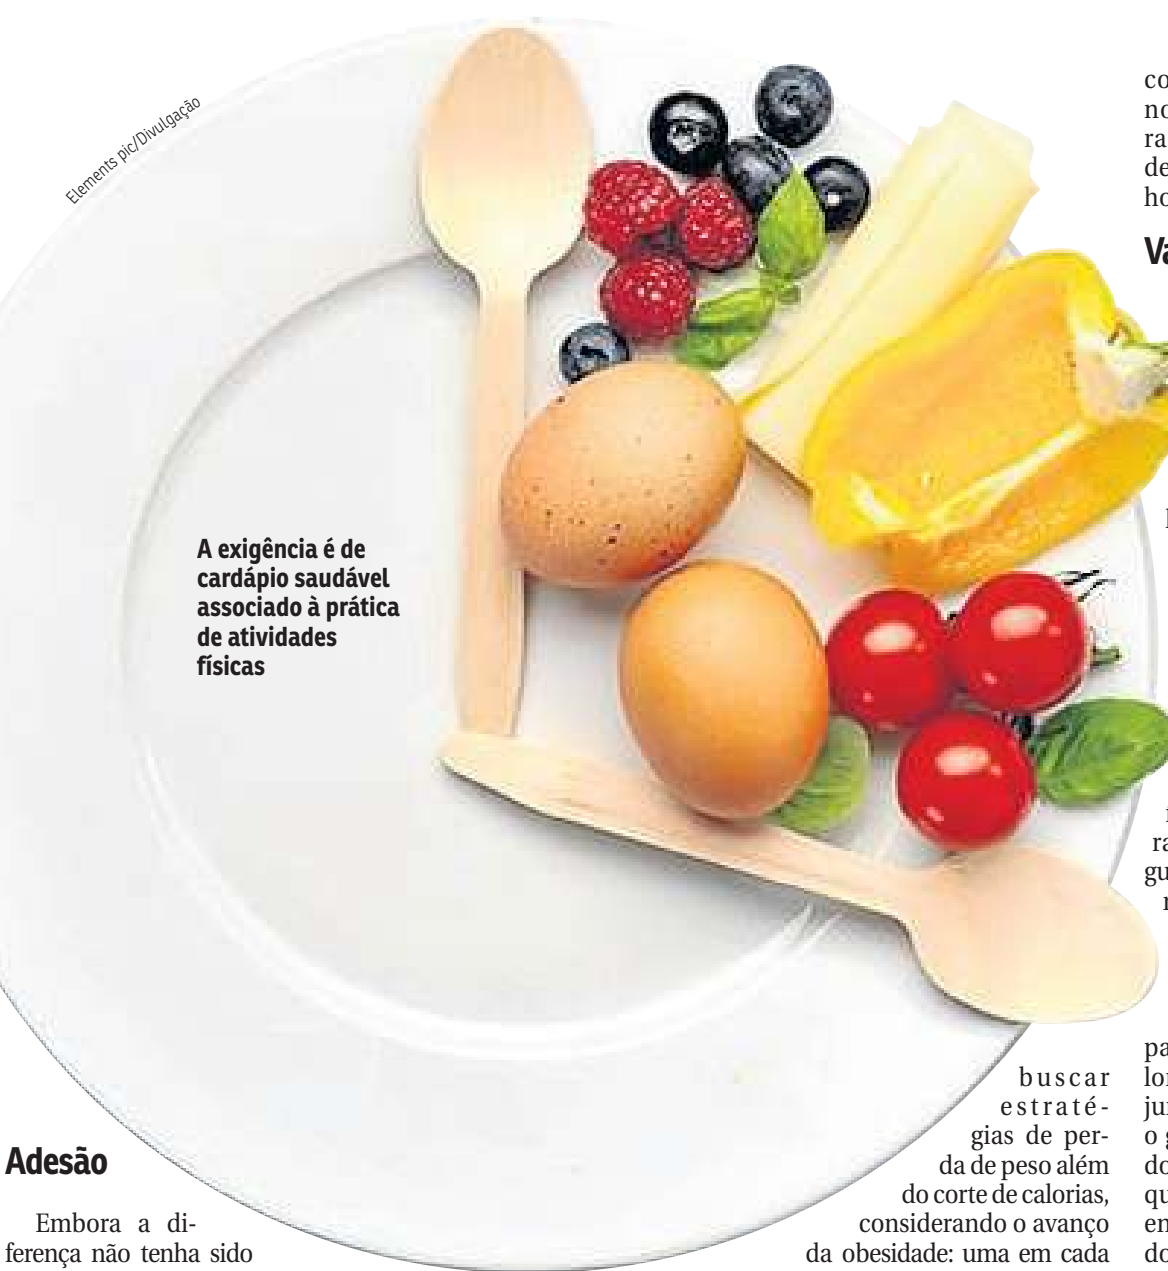 Elements pic/Divulgação
A exigência é de
cardápio saudável
associado à prática
de atividades
físicas
Adesão
Embora a di-
ferença não tenha sido
buscar
estraté-
gias de per-
da de peso além
do corte de calorias,
considerando o avanço
da obesidade: uma em cada